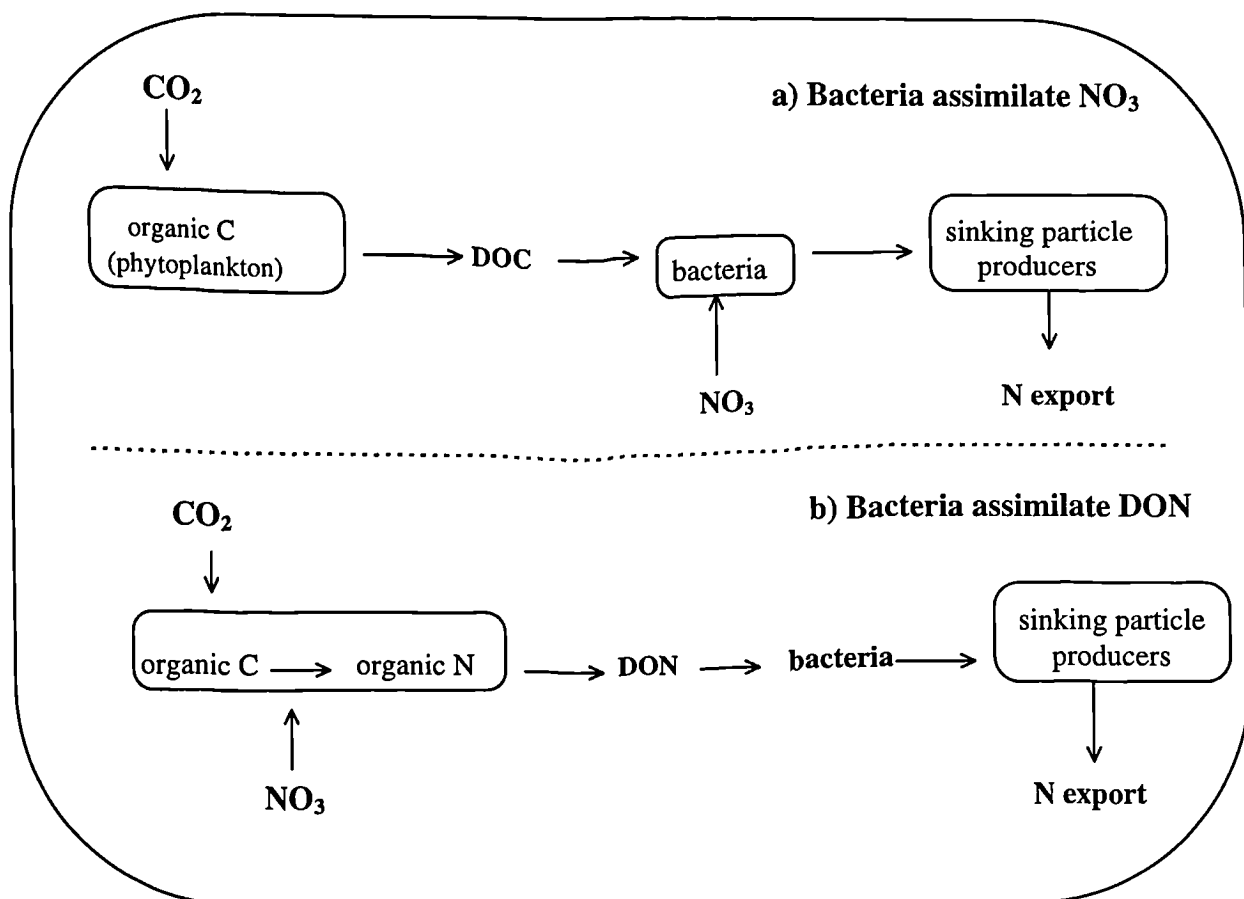 CO₂
a) Bacteria assimilate NO₃
organic C
(phytoplankton)
DOC
bacteria
sinking particle
producers
NO₃
N export
CO₂
b) Bacteria assimilate DON
organic C
organic N
DON
bacteria
sinking particle
producers
NO₃
N export